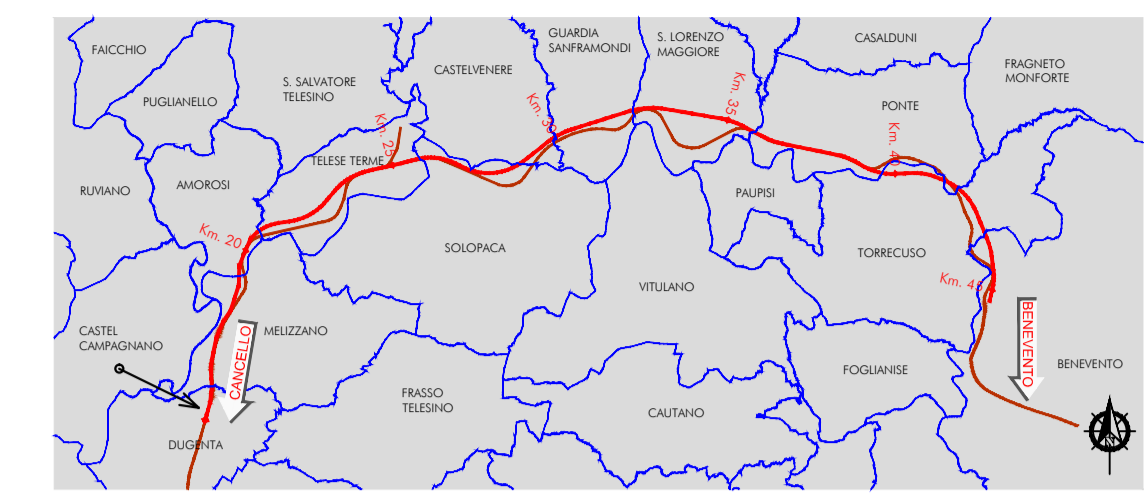 FAICCHIO
GUARDIA
SANFRAMONDI
S. LORENZO
MAGGIORE
CASALDUNI
CASTELVENERE
FRAGNETO
MONTEFORTE
S. SALVATORE
TELESINO
PUGLIANELLO
Km. 35
Km. 30
PONTE
Km. 25
Km. 40
TELESE TERME
RUVIANO
AMOROSI
PAUPISI
Km. 20
SOLOPACA
TORRECUSO
VITULANO
Km. 45
CASTEL
CAMPAGNANO
MELIZZANO
CANCELLO
BENEVENTO
BENEVENTO
FOGLIANISE
FRASSO
TELESINO
CAUTANO
DUGENTA
N